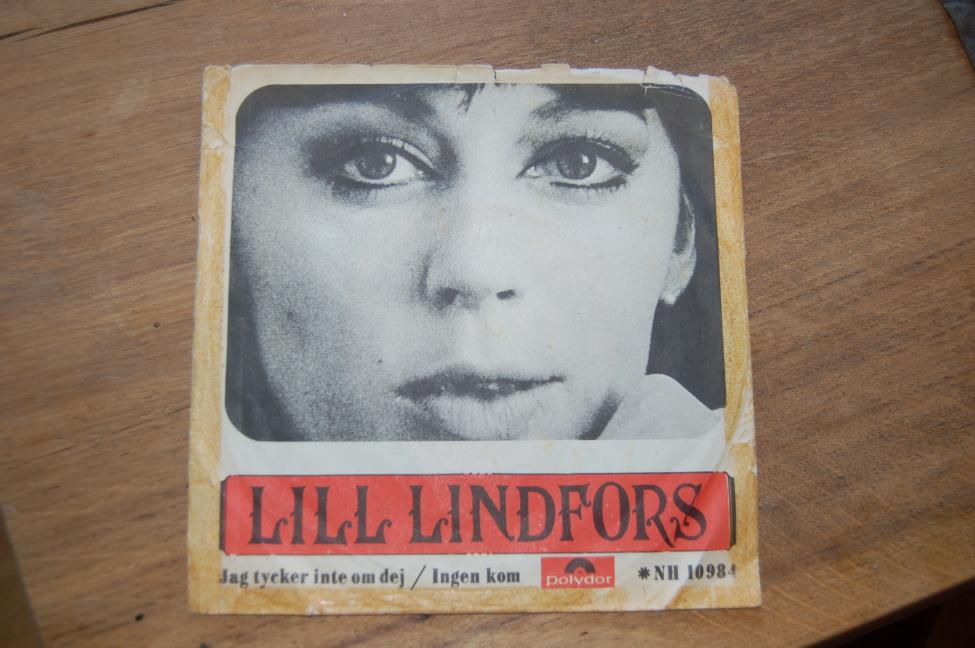 LILL LINDFORS
Jag tycker inte om dej / Ingen kom polydor *NH 10984